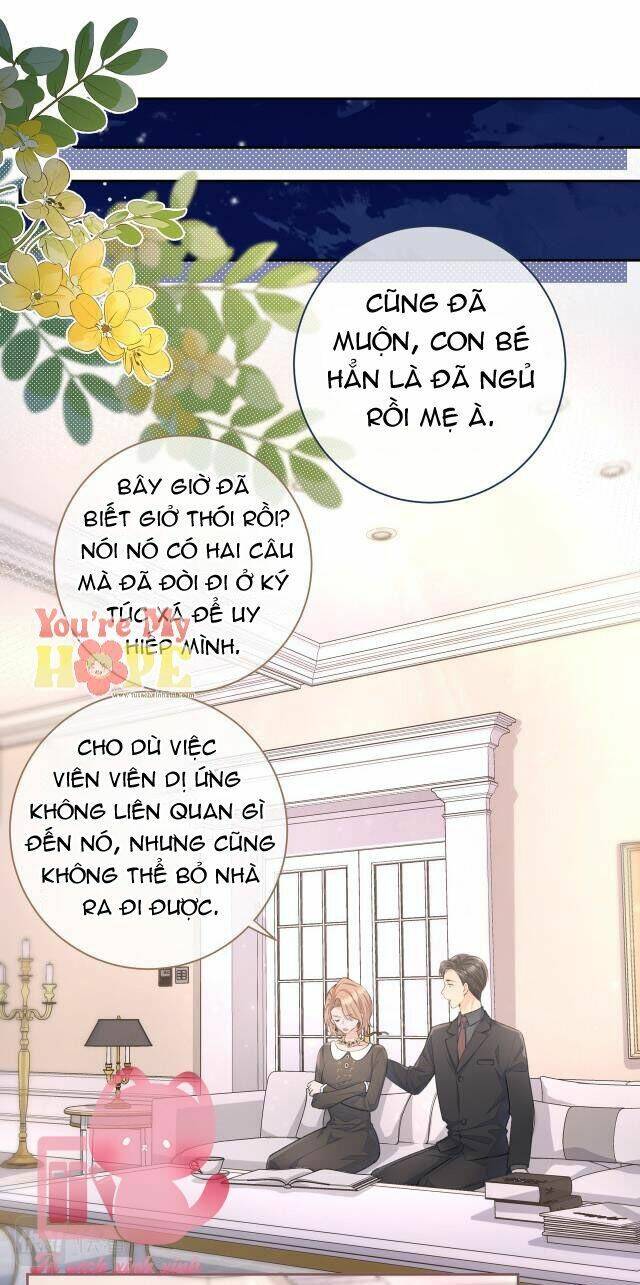 CŨNG ĐÃ
MUỘN, CON BÉ
HẲN LÀ ĐÃ NGỦ
RỒI MẸ À.
BÂY GIỜ ĐÃ
BIẾT GIỞ THÓI RỒI?
NÓI NÓ CÓ HAI CÂU
MÀ ĐÃ ĐÒI ĐI Ở KÝ
TÚC XÁ ĐỂ UY
HIẾP MÌNH.
You're My
HOPE
CHO DÙ VIỆC
VIÊN VIÊN DỊ ỨNG
KHÔNG LIÊN QUAN GÌ
ĐẾN NÓ, NHƯNG CŨNG
KHÔNG THỂ BỎ NHÀ
RA ĐI ĐƯỢC.